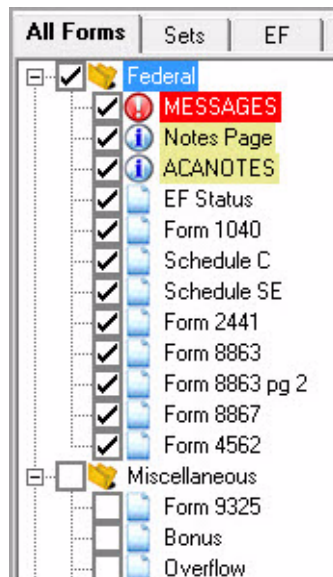 All Forms Sets EF
Federal
MESSAGES
Notes Page
ACANOTES
EF Status
Form 1040
Schedule C
Schedule SE
Form 2441
Form 8863
Form 8863 pg 2
Form 8867
Form 4562
Miscellaneous
Form 9325
Bonus
Overflow